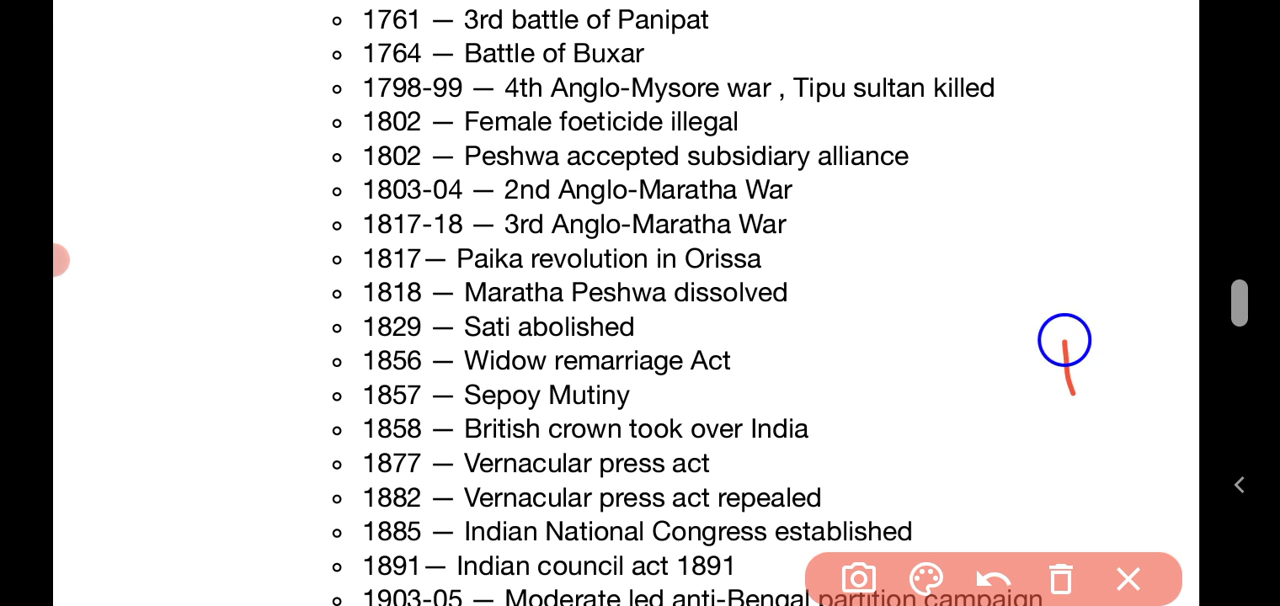 1761 — 3rd battle of Panipat
1764 — Battle of Buxar
1798-99 — 4th Anglo-Mysore war , Tipu sultan killed
1802 — Female foeticide illegal
1802 — Peshwa accepted subsidiary alliance
1803-04 — 2nd Anglo-Maratha War
1817-18 — 3rd Anglo-Maratha War
1817— Paika revolution in Orissa
1818 — Maratha Peshwa dissolved
1829 — Sati abolished
1856 — Widow remarriage Act
1857 — Sepoy Mutiny
1858 — British crown took over India
1877 — Vernacular press act
1882 — Vernacular press act repealed
1885 — Indian National Congress established
1891— Indian council act 1891
1903-05 — Moderate led anti-Bengal partition campaign